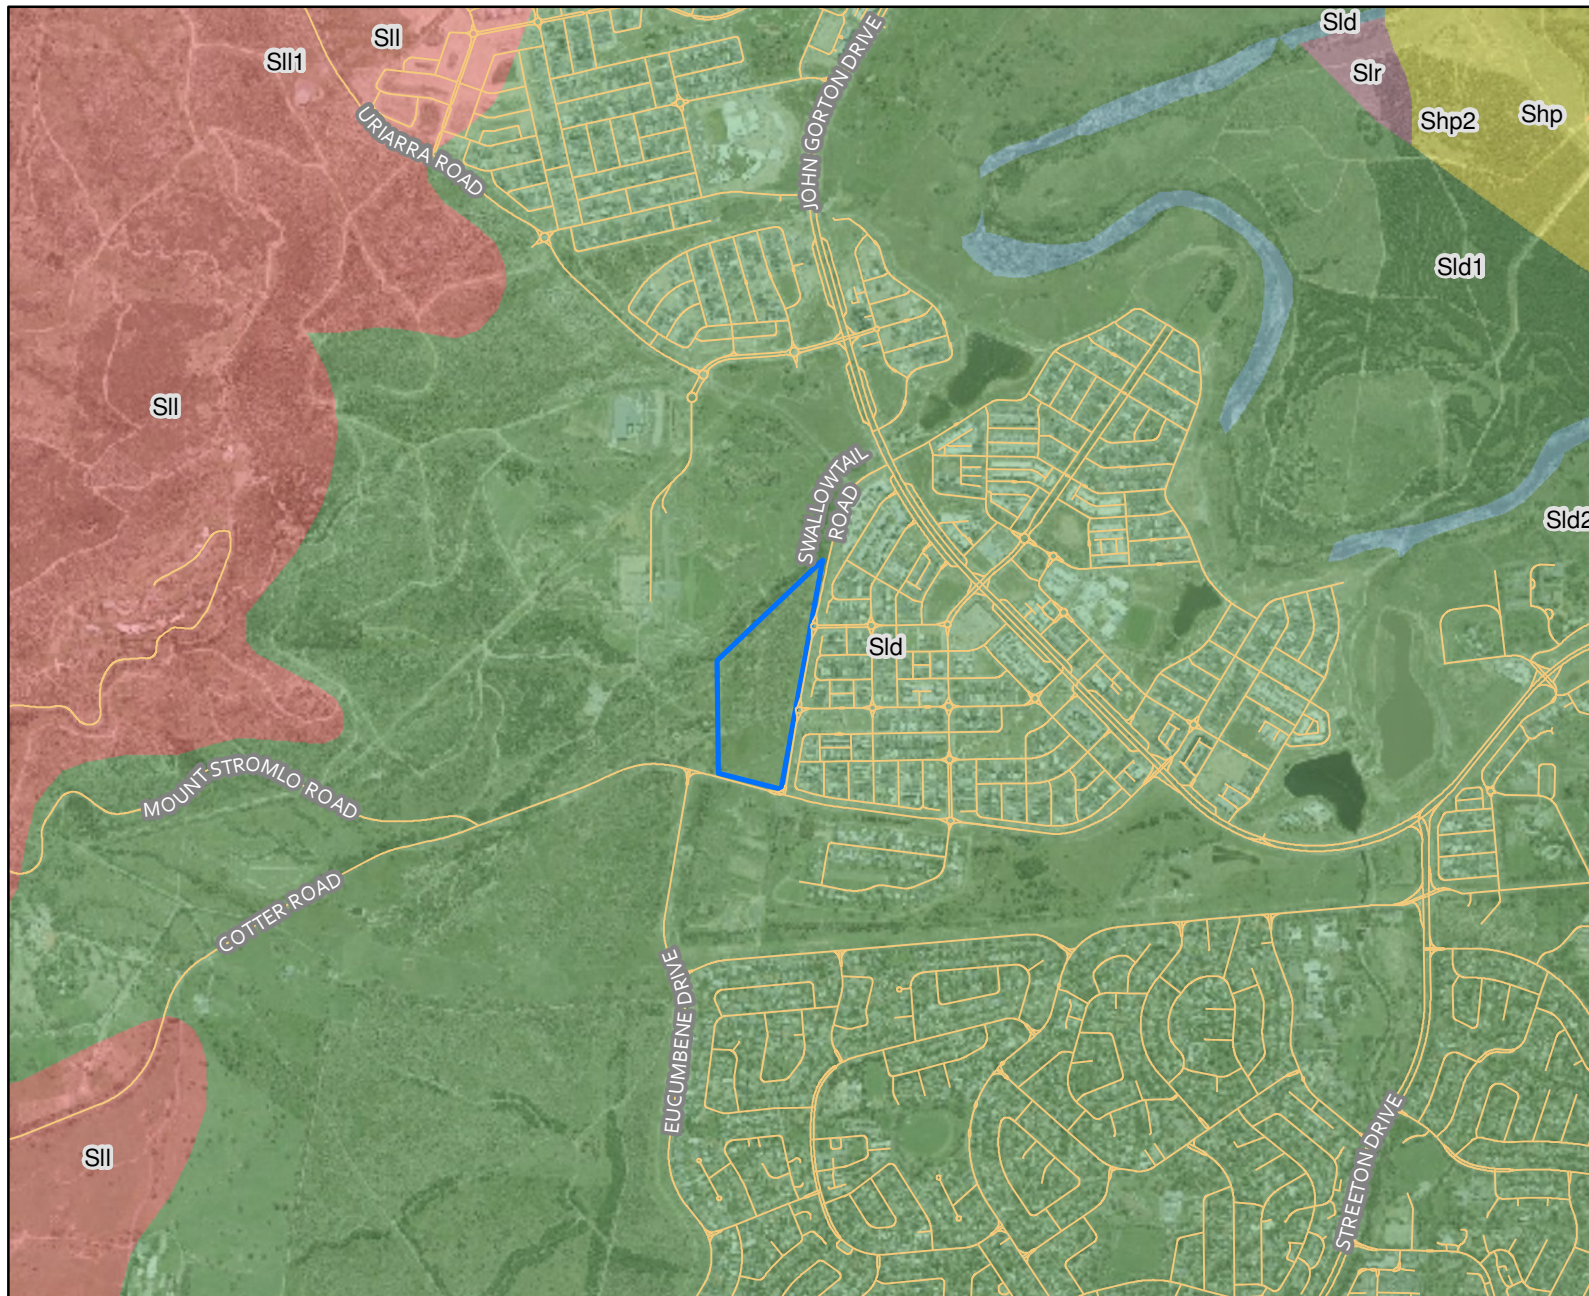 Sld
Sll
Sll1
Slr
Shp2
Shp
JOHN GORTON DRIVE
URIARRA ROAD
Sld1
Sll
SWALLOWTAIL
ROAD
Sld2
Sld
MOUNT STROMLO ROAD
COTTER ROAD
EUCUMBENE DRIVE
Sll
STREETON DRIVE